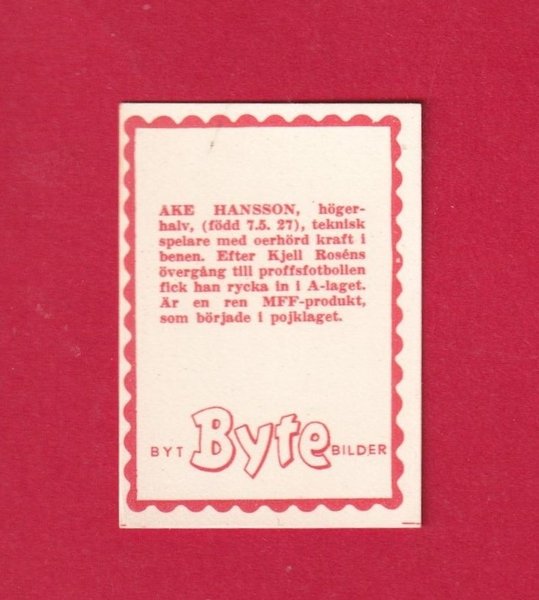 AKE HANSSON, höger-
halv, (född 7.5. 27), teknisk
spelare med oerhörd kraft i
benen. Efter Kjell Roséns
övergång till proffsfotbollen
fick han rycka in i A-laget.
Är en ren MFF-produkt,
som började i pojklaget.
BYT Byte BILDER